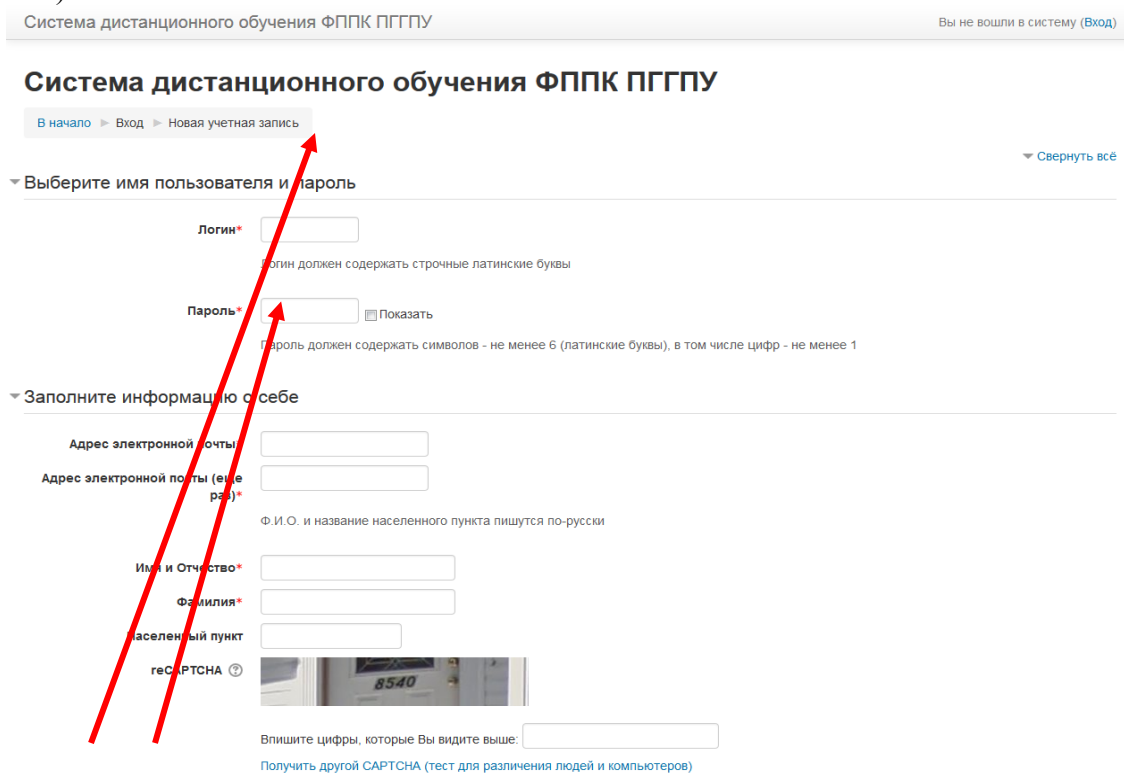 Система дистанционного обучения ФППК ПГГПУ
Вы не вошли в систему (Вход)
Система дистанционного обучения ФППК ПГГПУ
В начало ► Вход ► Новая учетная запись
Свернуть всё
Выберите имя пользователя и пароль
Логин*
Логин должен содержать строчные латинские буквы
Пароль*
Показать
Пароль должен содержать символов - не менее 6 (латинские буквы), в том числе цифр - не менее 1
Заполните информацию о себе
Адрес электронной почты*
Адрес электронной почты (еще
раз)*
Ф.И.О. и название населенного пункта пишутся по-русски
Имя и Отчество*
Фамилия*
Населенный пункт
reCAPTCHA
8540
Впишите цифры, которые Вы видите выше:
Получить другой CAPTCHA (тест для различения людей и компьютеров)